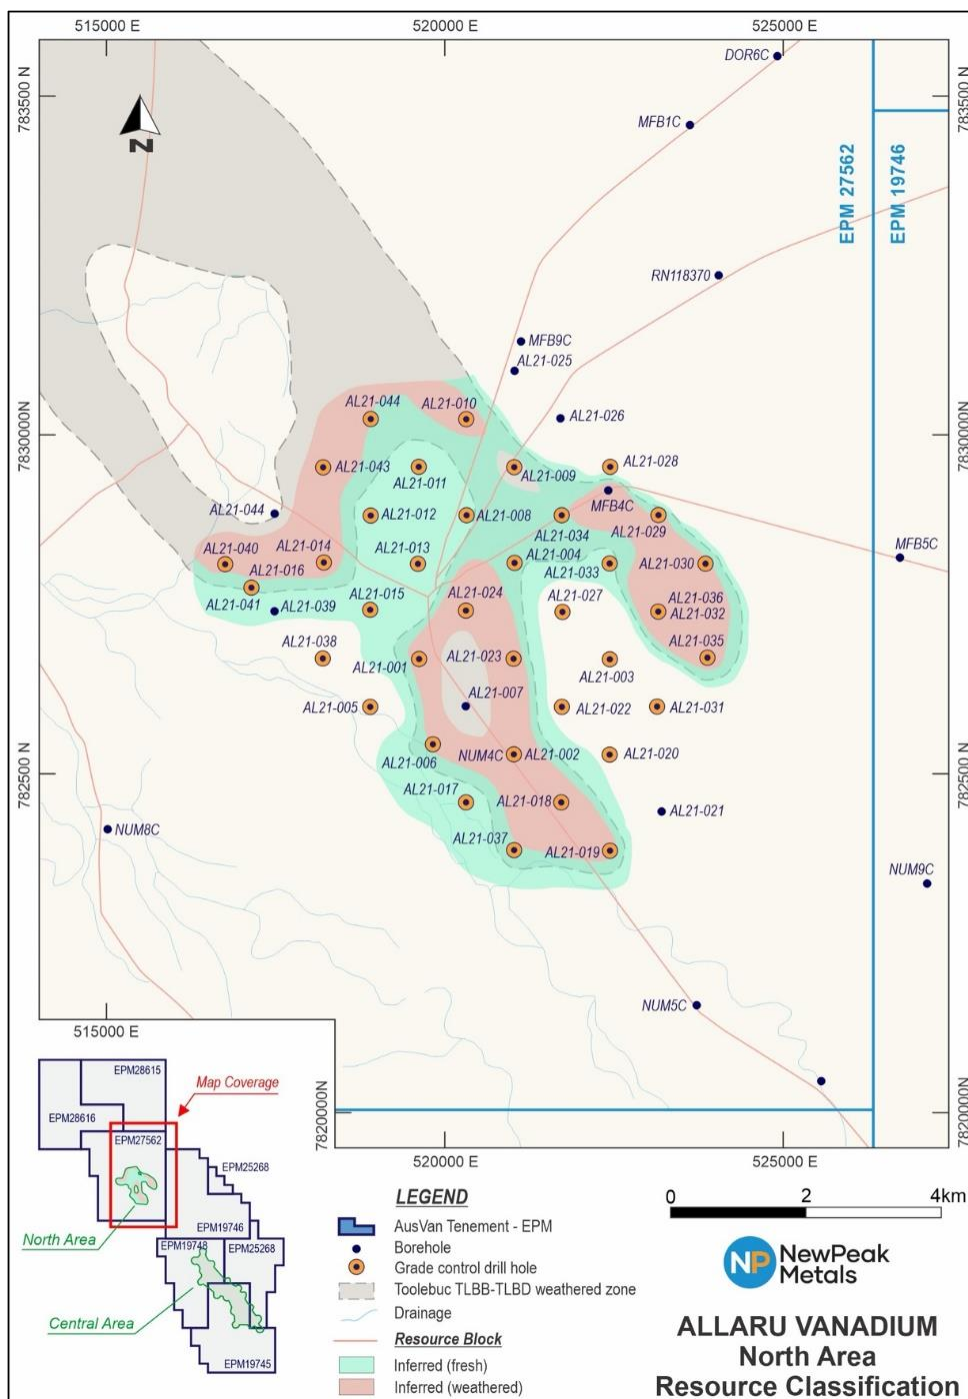 515000 E
520000 E
525000 E
DOR6C
783500 N
783500 N
MFB1C
N
EPM 27562
EPM 19746
RN118370
MFB9C
AL21-025
AL21-044
AL21-010
AL21-026
7830000N
7830000N
AL21-043
AL21-011
AL21-009
AL21-028
AL21-044
AL21-012
AL21-008
MFB4C
AL21-034
AL21-029
MFB5C
AL21-040
AL21-014
AL21-013
AL21-004
AL21-033
AL21-030
AL21-016
AL21-041
AL21-039
AL21-015
AL21-024
AL21-027
AL21-036
AL21-032
AL21-038
AL21-001
AL21-023
AL21-003
AL21-035
AL21-005
AL21-007
AL21-022
AL21-031
AL21-006
NUM4C
AL21-002
AL21-020
782500 N
782500 N
AL21-017
AL21-018
AL21-021
NUM8C
AL21-037
AL21-019
NUM9C
NUM5C
515000 E
7820000N
7820000N
520000 E
525000 E
EPM28615
Map Coverage
EPM28616
EPM27562
EPM25268
EPM19746
North Area
EPM19748
EPM25268
Central Area
EPM19745
LEGEND
AusVan Tenement - EPM
Borehole
Grade control drill hole
Toolebuc TLBB-TLBD weathered zone
Drainage
Resource Block
Inferred (fresh)
Inferred (weathered)
0 2 4km
NP NewPeak
Metals
ALLARU VANADIUM
North Area
Resource Classification